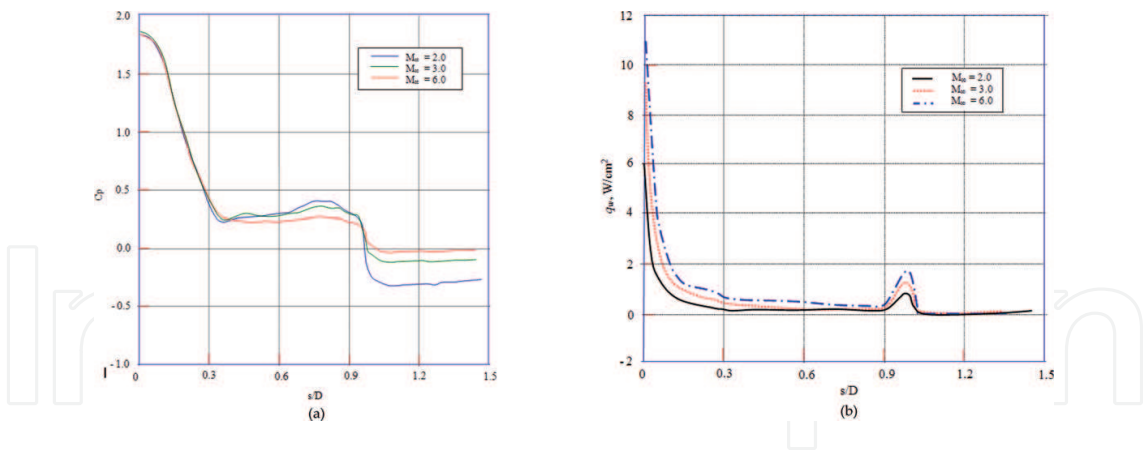 2.0
1.5
1.0
0.5
0.0
-0.5
-1.0
Cp
M∞ = 2.0
M∞ = 3.0
M∞ = 6.0
0
0.3
0.6
0.9
1.2
1.5
s/D
(a)
12
10
8
6
4
2
0
-2
qw, W/cm²
M∞ = 2.0
M∞ = 3.0
M∞ = 6.0
0
0.3
0.6
0.9
1.2
1.5
s/D
(b)